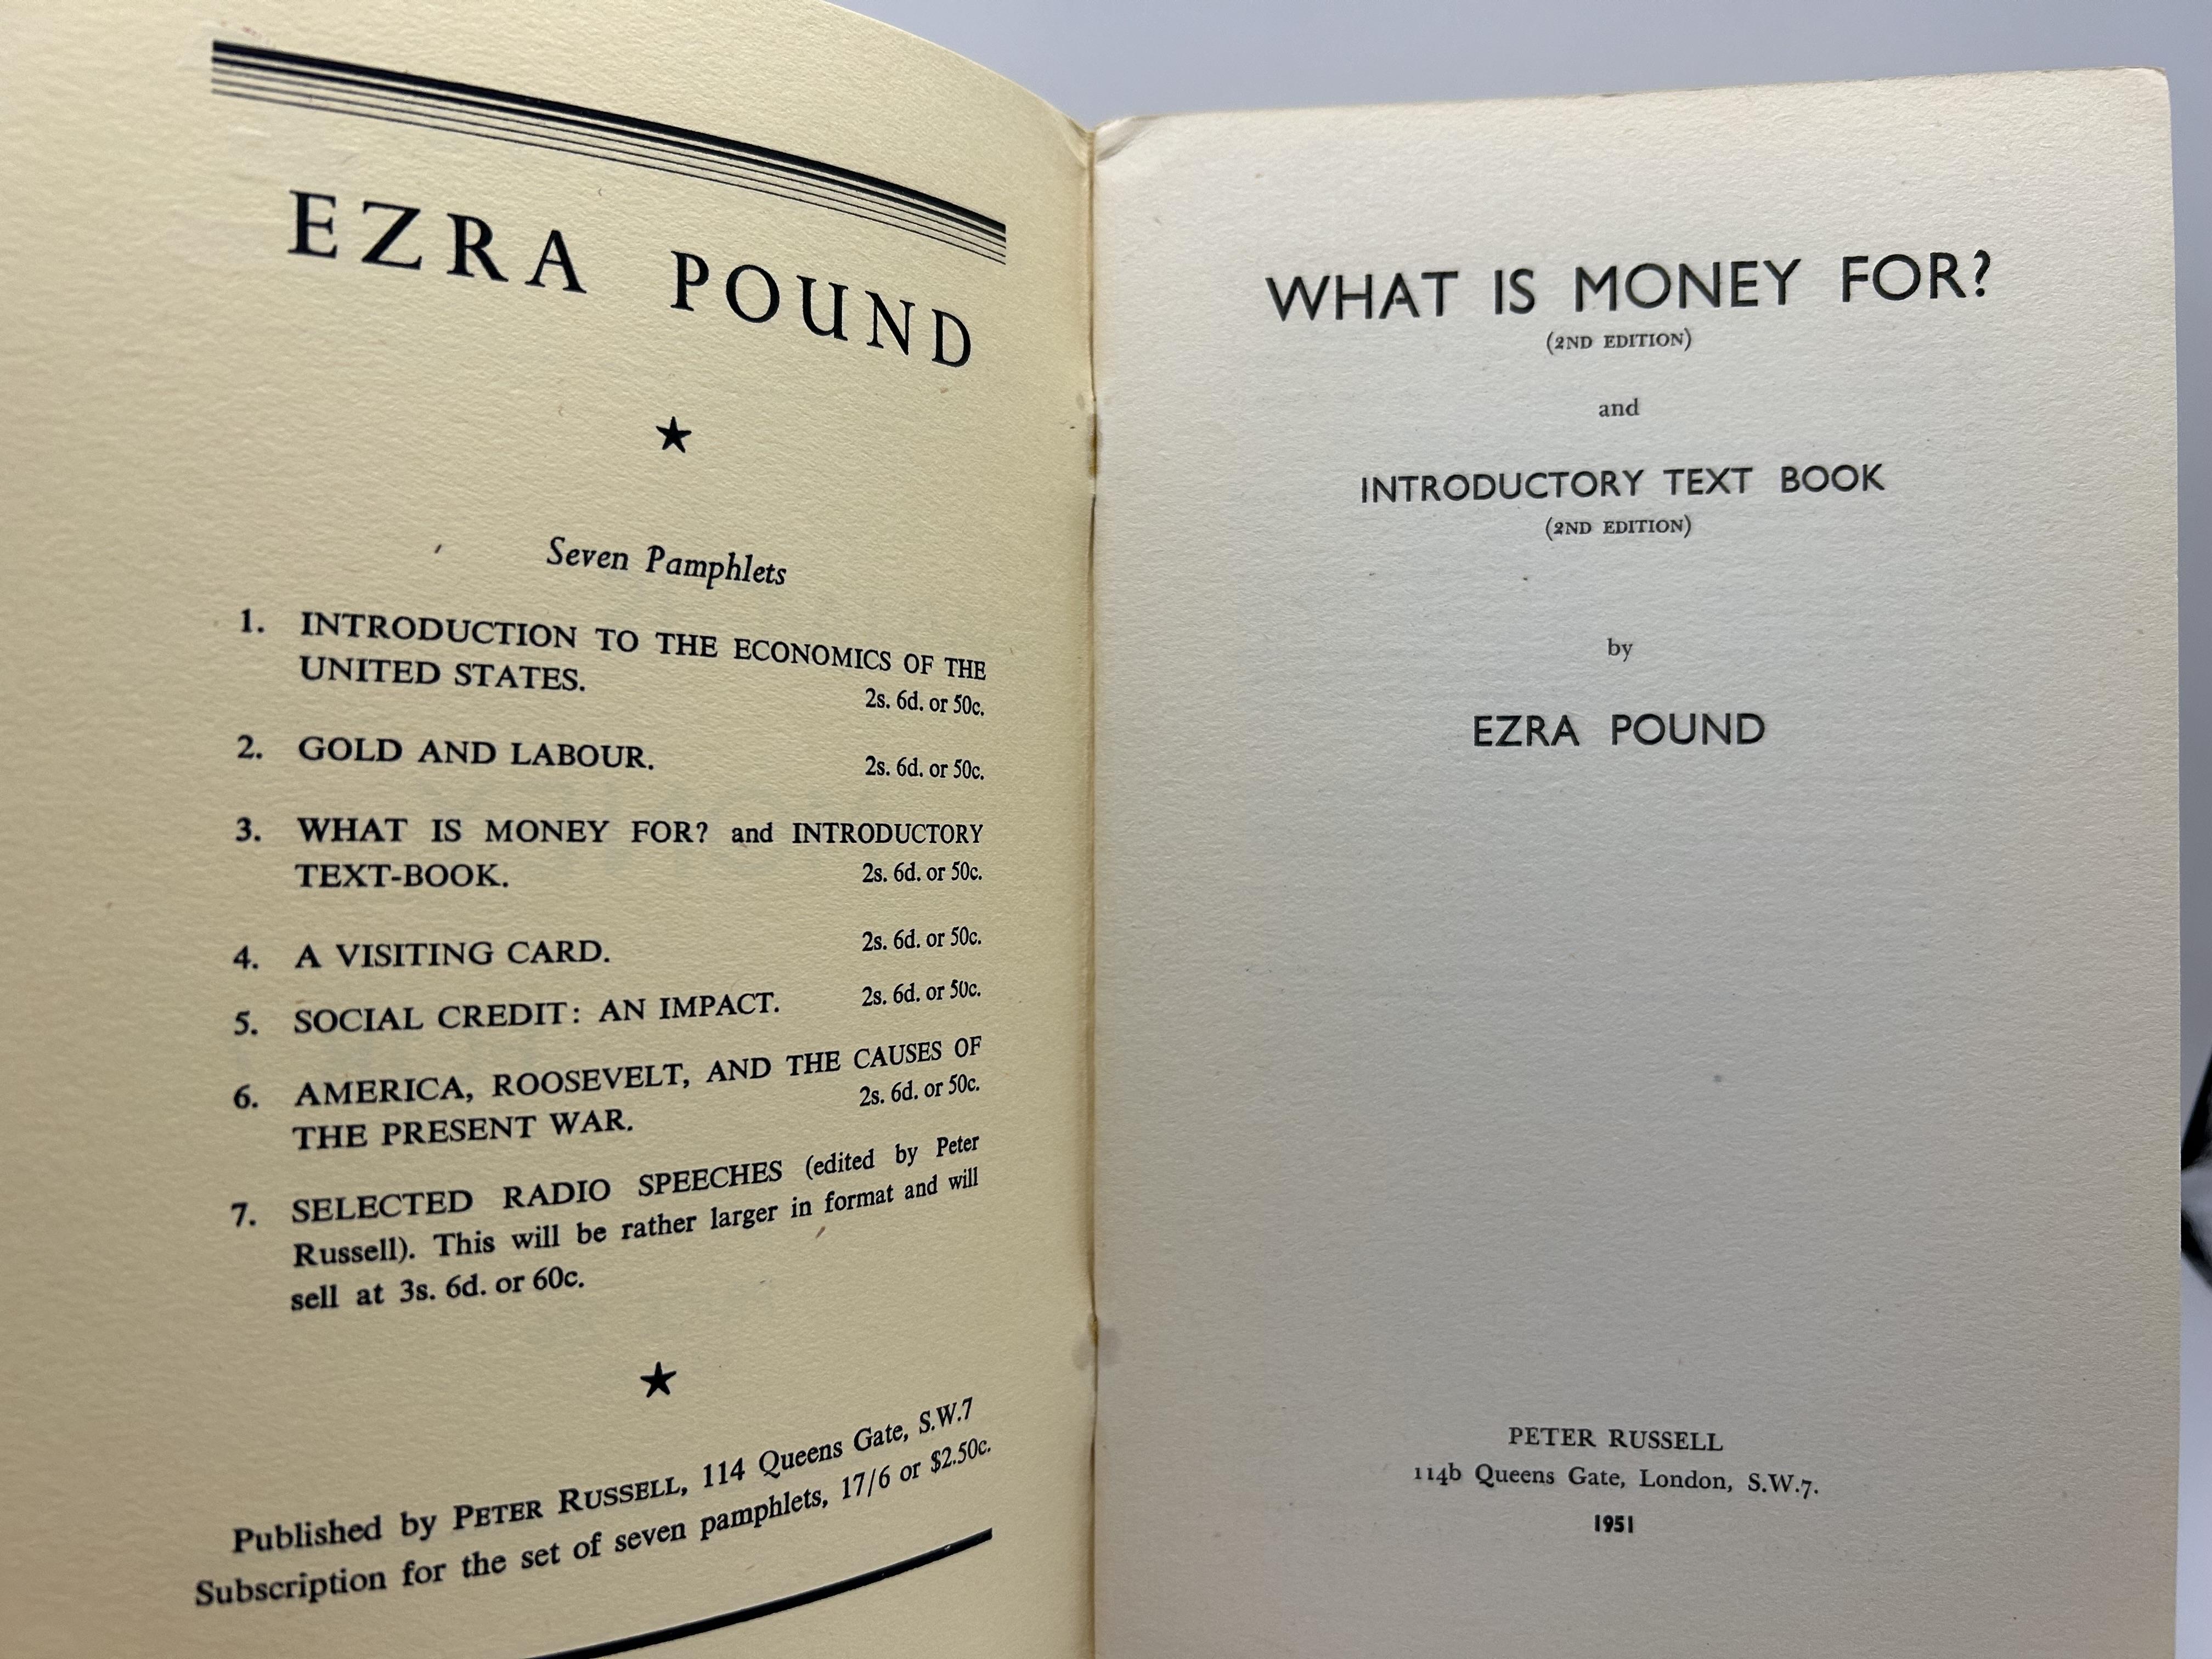 EZRA POUND
★
Seven Pamphlets
1. INTRODUCTION TO THE ECONOMICS OF THE
UNITED STATES. 2s. 6d. or 50c.
2. GOLD AND LABOUR. 2s. 6d. or 50c.
3. WHAT IS MONEY FOR? and INTRODUCTORY
TEXT-BOOK. 2s. 6d. or 50c.
4. A VISITING CARD. 2s. 6d. or 50c.
5. SOCIAL CREDIT: AN IMPACT. 2s. 6d. or 50c.
6. AMERICA, ROOSEVELT, AND THE CAUSES OF
THE PRESENT WAR. 2s. 6d. or 50c.
7. SELECTED RADIO SPEECHES (edited by Peter
Russell). This will be rather larger in format and will
sell at 3s. 6d. or 60c.
★
Published by PETER RUSSELL, 114 Queens Gate, S.W.7
Subscription for the set of seven pamphlets, 17/6 or $2.50c.
WHAT IS MONEY FOR?
(2ND EDITION)
and
INTRODUCTORY TEXT BOOK
(2ND EDITION)
by
EZRA POUND
PETER RUSSELL
114b Queens Gate, London, S.W.7.
1951